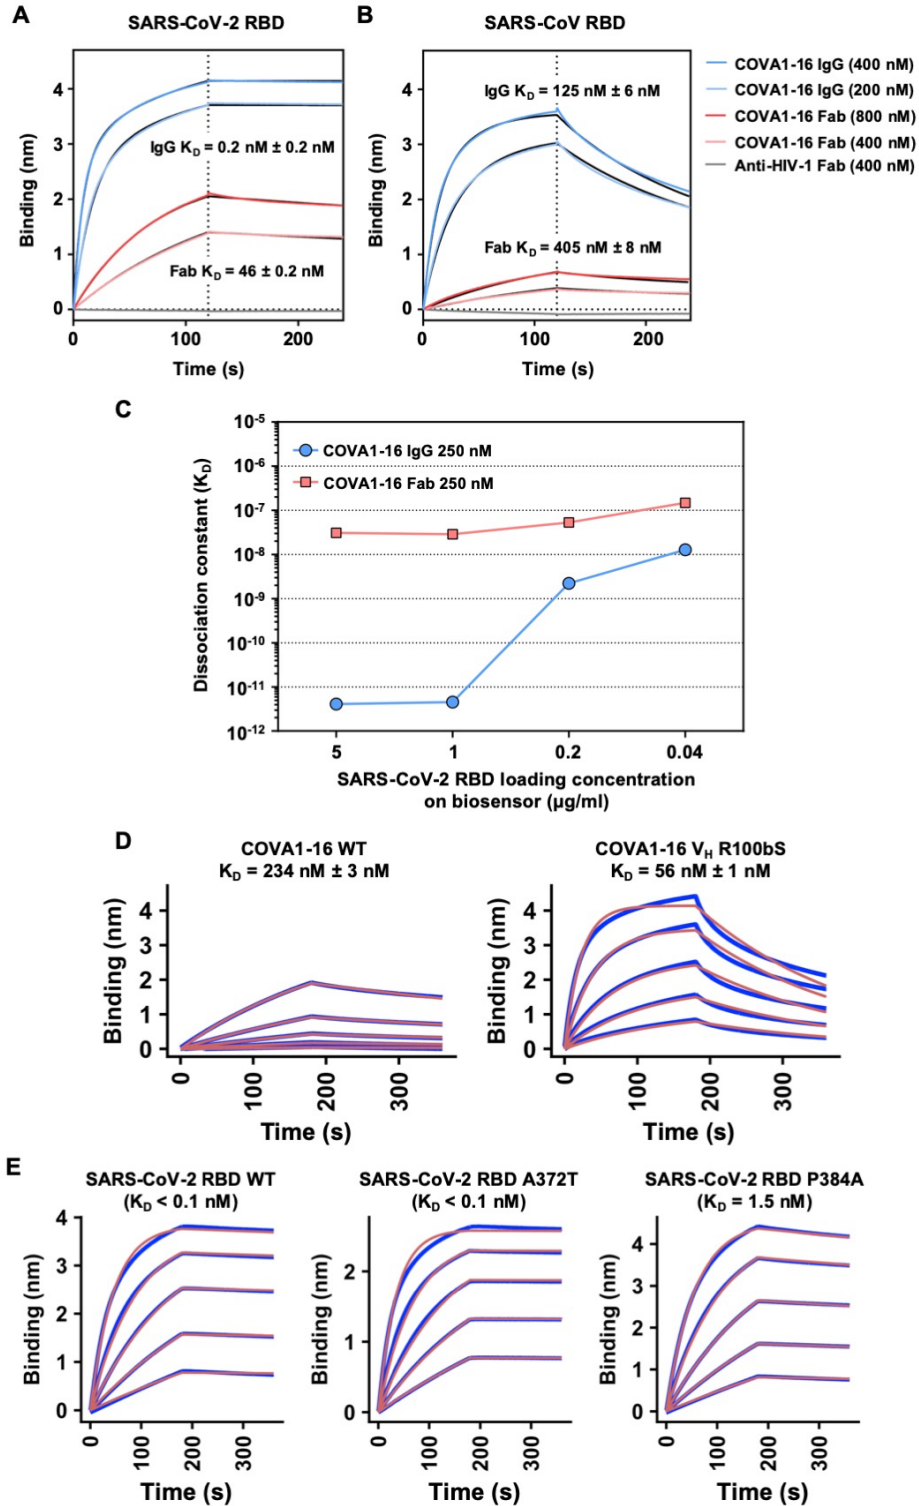 A
SARS-CoV-2 RBD
Binding (nm)
4
3
2
1
0
IgG K_D = 0.2 nM ± 0.2 nM
Fab K_D = 46 ± 0.2 nM
0
100
200
Time (s)
B
SARS-CoV RBD
Binding (nm)
4
3
2
1
0
IgG K_D = 125 nM ± 6 nM
Fab K_D = 405 nM ± 8 nM
0
100
200
Time (s)
COVA1-16 IgG (400 nM)
COVA1-16 IgG (200 nM)
COVA1-16 Fab (800 nM)
COVA1-16 Fab (400 nM)
Anti-HIV-1 Fab (400 nM)
C
Dissociation constant (K_D)
10^-5
10^-6
10^-7
10^-8
10^-9
10^-10
10^-11
10^-12
COVA1-16 IgG 250 nM
COVA1-16 Fab 250 nM
5
1
0.2
0.04
SARS-CoV-2 RBD loading concentration
on biosensor (µg/ml)
D
COVA1-16 WT
K_D = 234 nM ± 3 nM
Binding (nm)
4
3
2
1
0
0
100
200
300
Time (s)
COVA1-16 V_H R100bS
K_D = 56 nM ± 1 nM
Binding (nm)
4
3
2
1
0
0
100
200
300
Time (s)
E
SARS-CoV-2 RBD WT
(K_D < 0.1 nM)
Binding (nm)
4
3
2
1
0
0
100
200
300
Time (s)
SARS-CoV-2 RBD A372T
(K_D < 0.1 nM)
Binding (nm)
2
1
0
0
100
200
300
Time (s)
SARS-CoV-2 RBD P384A
(K_D = 1.5 nM)
Binding (nm)
4
3
2
1
0
0
100
200
300
Time (s)